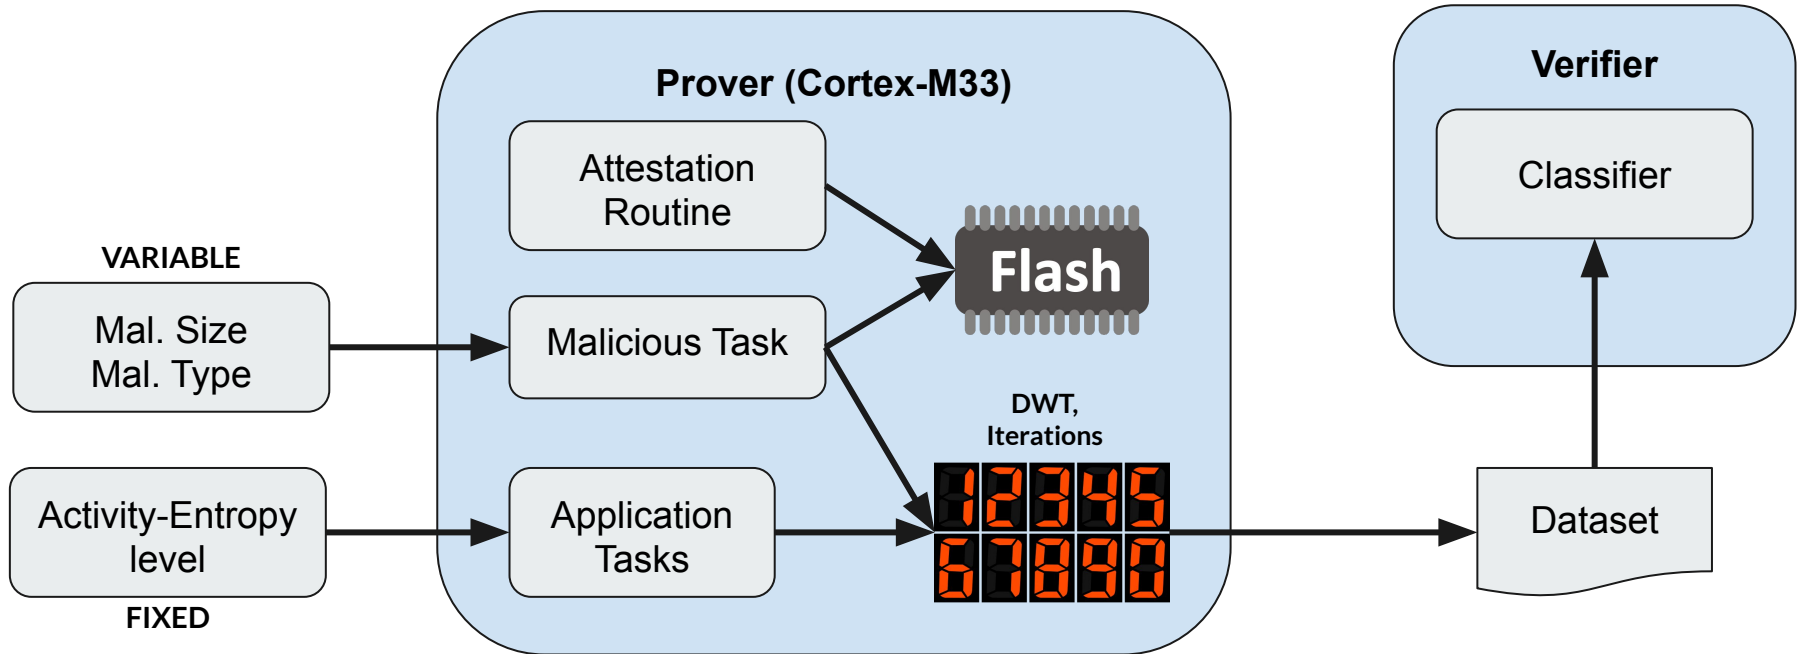 Prover (Cortex-M33)
Verifier
Attestation
Routine
Classifier
VARIABLE
Mal. Size
Mal. Type
Malicious Task
Flash
DWT,
Iterations
Activity-Entropy
level
FIXED
Application
Tasks
12345
67890
Dataset